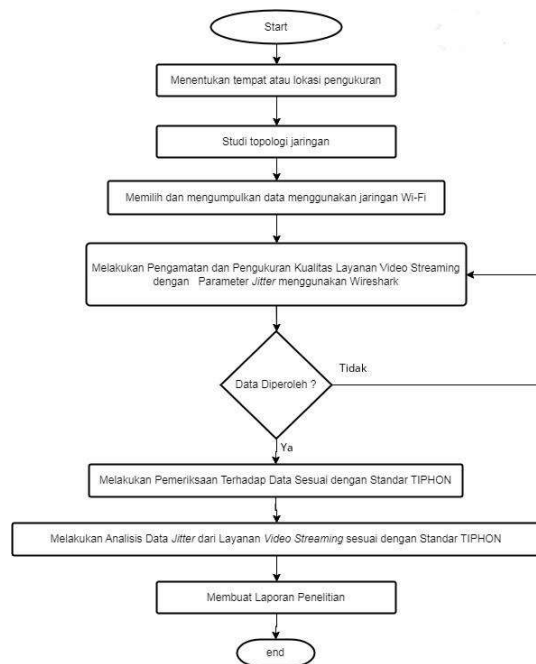 Start
Menentukan tempat atau lokasi pengukuran
Studi topologi jaringan
Memilih dan mengumpulkan data menggunakan jaringan Wi-Fi
Melakukan Pengamatan dan Pengukuran Kualitas Layanan Video Streaming
dengan Parameter Jitter menggunakan Wireshark
Data Diperoleh ?
Tidak
Ya
Melakukan Pemeriksaan Terhadap Data Sesuai dengan Standar TIPHON
Melakukan Analisis Data Jitter dari Layanan Video Streaming sesuai dengan Standar TIPHON
Membuat Laporan Penelitian
end